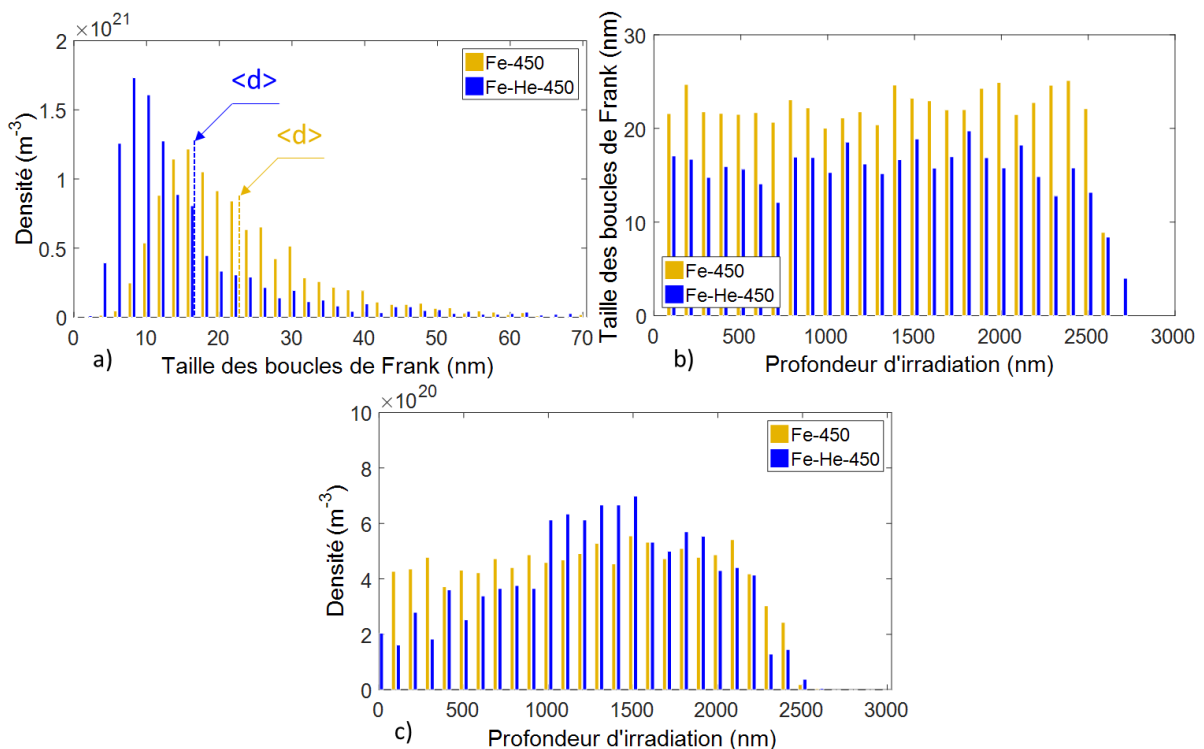 ×10^21
2
1.5
1
0.5
0
Densité (m^-3)
<d>
<d>
Fe-450
Fe-He-450
0 10 20 30 40 50 60 70
a)
Taille des boucles de Frank (nm)
30
20
10
0
Taille des boucles de Frank (nm)
Fe-450
Fe-He-450
0 500 1000 1500 2000 2500 3000
b)
Profondeur d'irradiation (nm)
×10^20
10
8
6
4
2
0
Densité (m^-3)
Fe-450
Fe-He-450
0 500 1000 1500 2000 2500 3000
c)
Profondeur d'irradiation (nm)